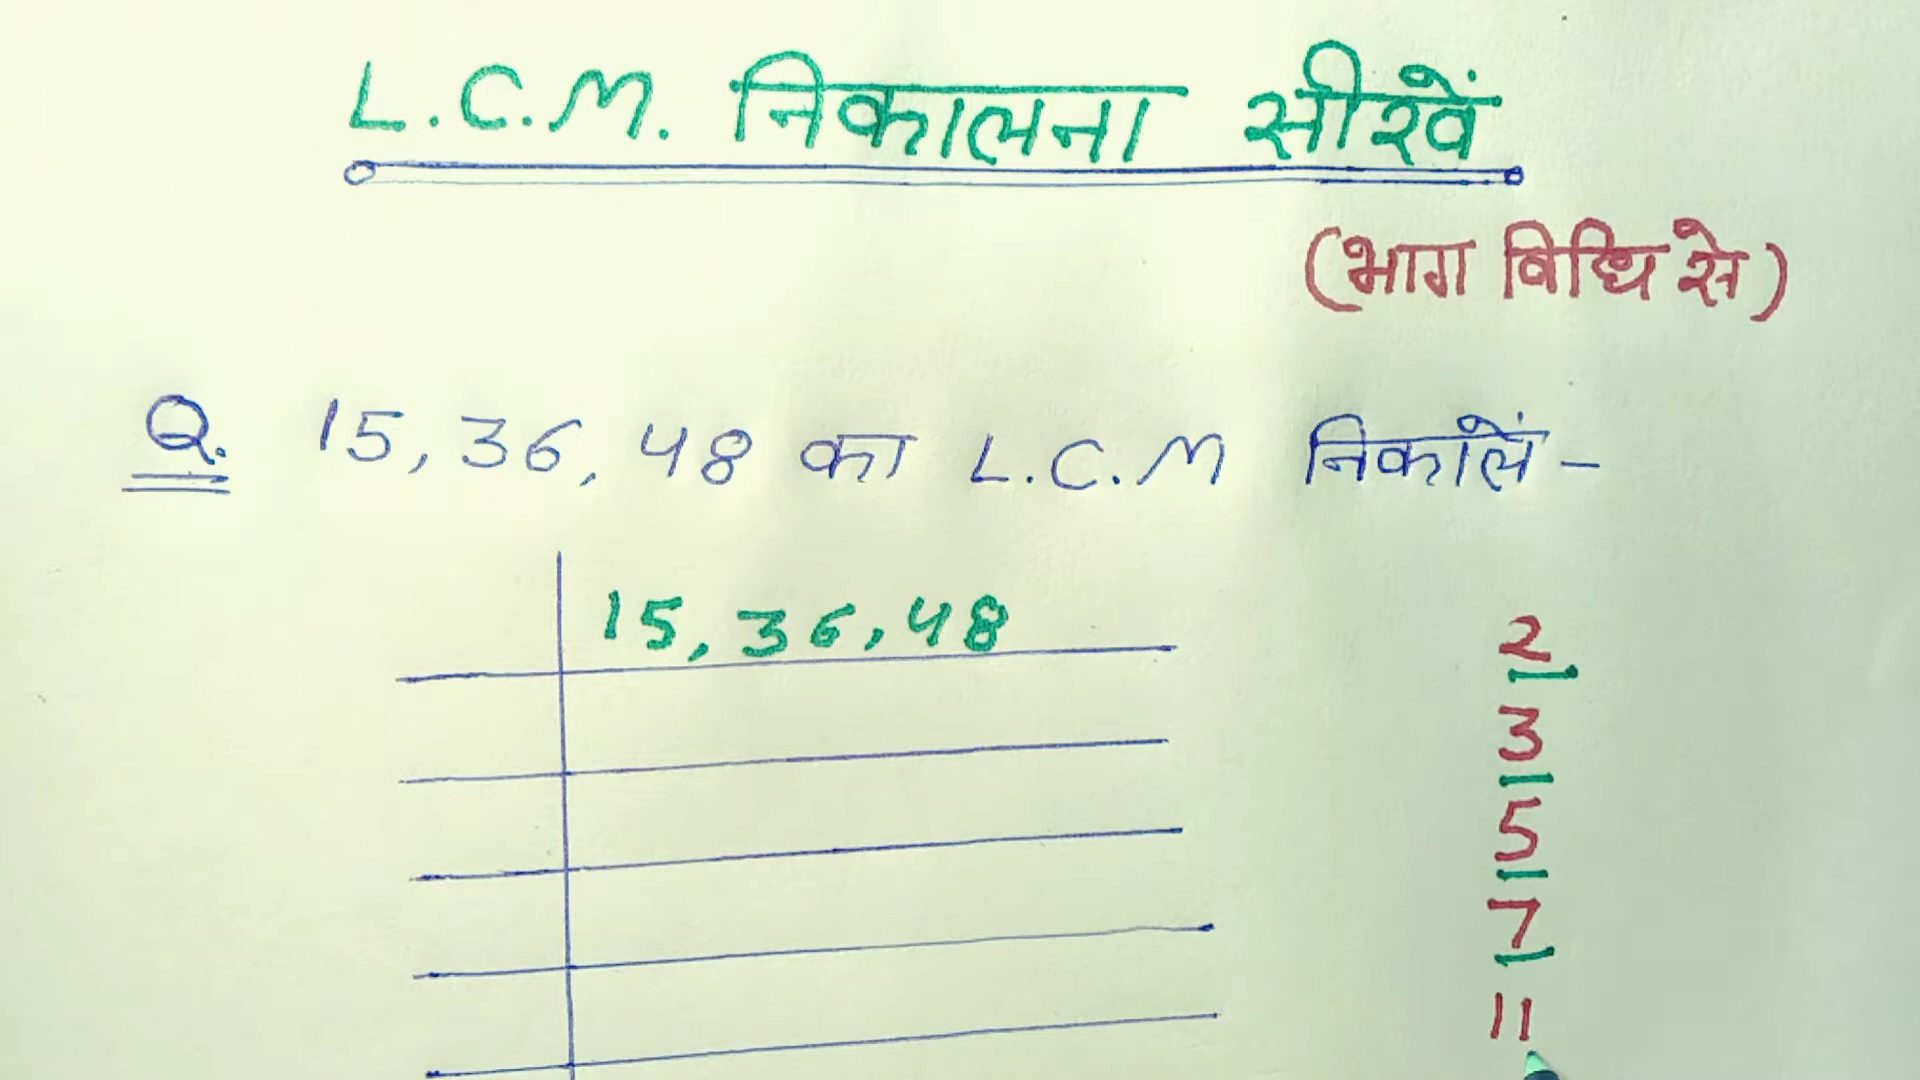 L.C.M. निकालना सीखें
(भाग विधि से)
Q. 15, 36, 48 का L.C.M निकालें -
15, 36, 48
2
3
5
7
11